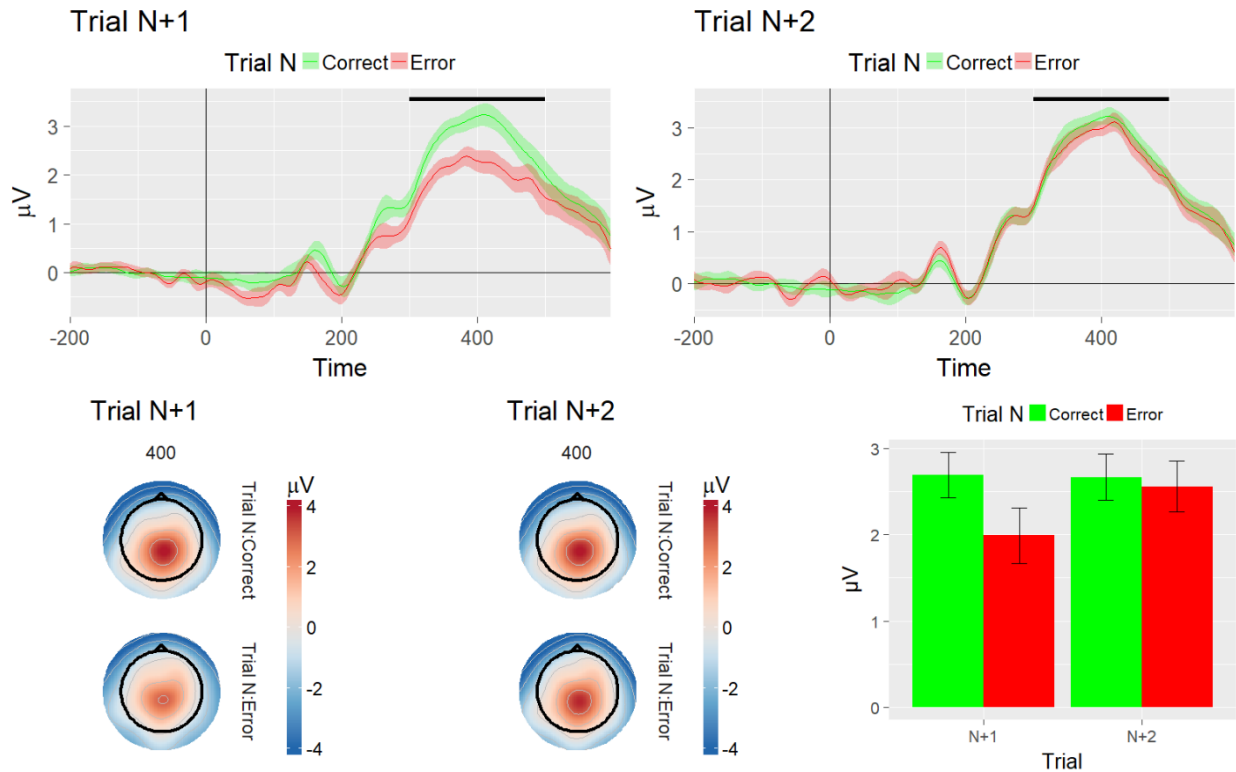 Trial N+1
Trial N Correct Error
3
2
1
0
μV
-200 0 200 400
Time
Trial N+2
Trial N Correct Error
3
2
1
0
μV
-200 0 200 400
Time
Trial N+1
400
Trial N:Correct
Trial N:Error
μV
4
2
0
-2
-4
Trial N+2
400
Trial N:Correct
Trial N:Error
μV
4
2
0
-2
-4
Trial N Correct Error
3
2
1
0
μV
N+1 N+2
Trial